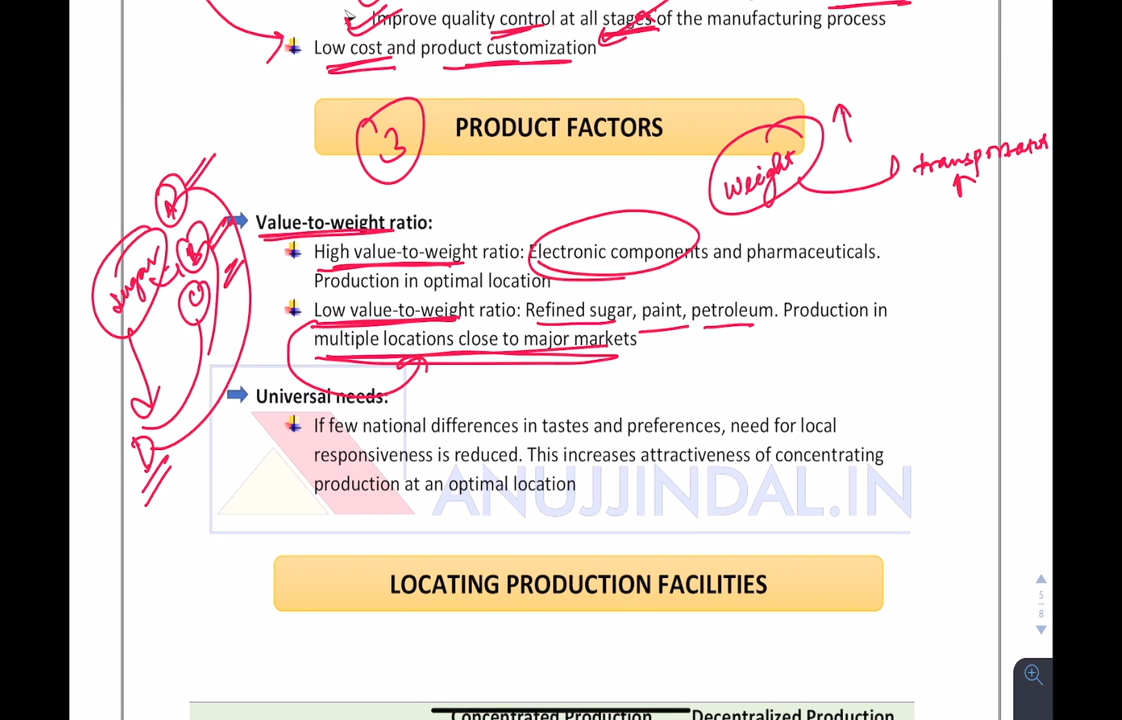 Improve quality control at all stages of the manufacturing process
Low cost and product customization
3
PRODUCT FACTORS
weight
transportation
A
Value-to-weight ratio:
High value-to-weight ratio: Electronic components and pharmaceuticals.
Production in optimal location
B
sugar
C
Low value-to-weight ratio: Refined sugar, paint, petroleum. Production in
multiple locations close to major markets
Universal needs:
If few national differences in tastes and preferences, need for local
responsiveness is reduced. This increases attractiveness of concentrating
production at an optimal location
D
ANUJJINDAL.IN
LOCATING PRODUCTION FACILITIES
5
8
Concentrated Production Decentralized Production